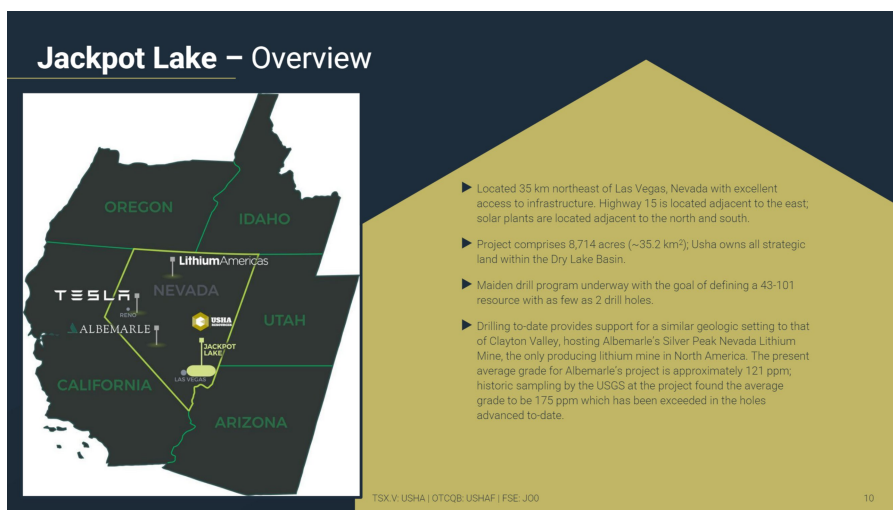 Jackpot Lake – Overview
OREGON
IDAHO
LithiumAmericas
TESLA
NEVADA
RENO
ALBEMARLE
USHA
UTAH
JACKPOT
LAKE
LAS VEGAS
CALIFORNIA
ARIZONA
Located 35 km northeast of Las Vegas, Nevada with excellent
access to infrastructure. Highway 15 is located adjacent to the east;
solar plants are located adjacent to the north and south.
Project comprises 8,714 acres (~35.2 km²); Usha owns all strategic
land within the Dry Lake Basin.
Maiden drill program underway with the goal of defining a 43-101
resource with as few as 2 drill holes.
Drilling to-date provides support for a similar geologic setting to that
of Clayton Valley, hosting Albemarle's Silver Peak Nevada Lithium
Mine, the only producing lithium mine in North America. The present
average grade for Albemarle's project is approximately 121 ppm;
historic sampling by the USGS at the project found the average
grade to be 175 ppm which has been exceeded in the holes
advanced to-date.
TSX.V: USHA | OTCQB: USHAF | FSE: JO0
10